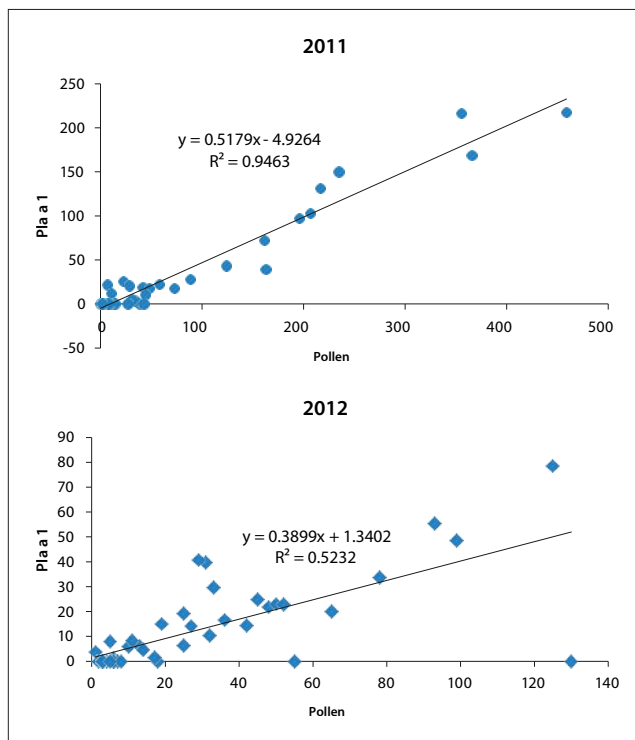 2011
250
200
150
100
50
0
-50
Pla a 1
y = 0.5179x - 4.9264
R² = 0.9463
0 100 200 300 400 500
Pollen
2012
90
80
70
60
50
40
30
20
10
0
Pla a 1
y = 0.3899x + 1.3402
R² = 0.5232
0 20 40 60 80 100 120 140
Pollen